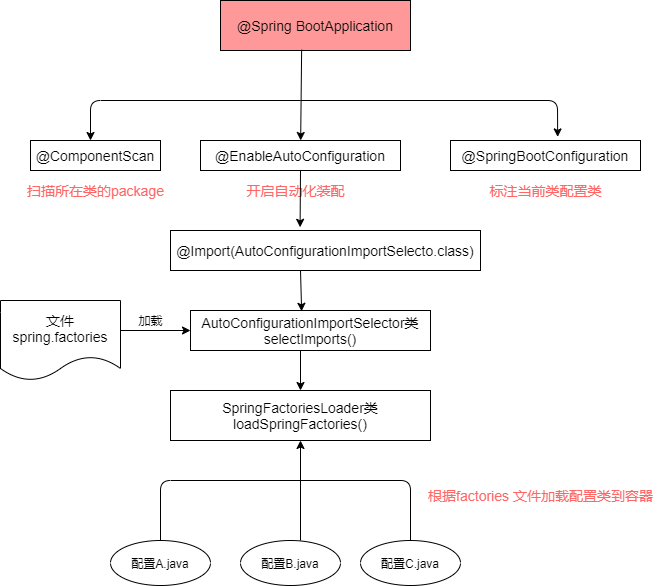 @Spring BootApplication
@ComponentScan
@EnableAutoConfiguration
@SpringBootConfiguration
扫描所在类的package
开启自动化装配
标注当前类配置类
@Import(AutoConfigurationImportSelecto.class)
文件
spring.factories
加载
AutoConfigurationImportSelector类
selectImports()
SpringFactoriesLoader类
loadSpringFactories()
根据factories 文件加载配置类到容器
配置A.java
配置B.java
配置C.java